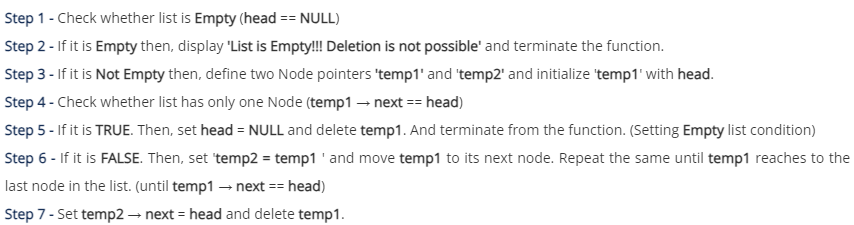 Step 1 - Check whether list is Empty (head == NULL)
Step 2 - If it is Empty then, display 'List is Empty!!! Deletion is not possible' and terminate the function.
Step 3 - If it is Not Empty then, define two Node pointers 'temp1' and 'temp2' and initialize 'temp1' with head.
Step 4 - Check whether list has only one Node (temp1 → next == head)
Step 5 - If it is TRUE. Then, set head = NULL and delete temp1. And terminate from the function. (Setting Empty list condition)
Step 6 - If it is FALSE. Then, set 'temp2 = temp1 ' and move temp1 to its next node. Repeat the same until temp1 reaches to the
last node in the list. (until temp1 → next == head)
Step 7 - Set temp2 → next = head and delete temp1.